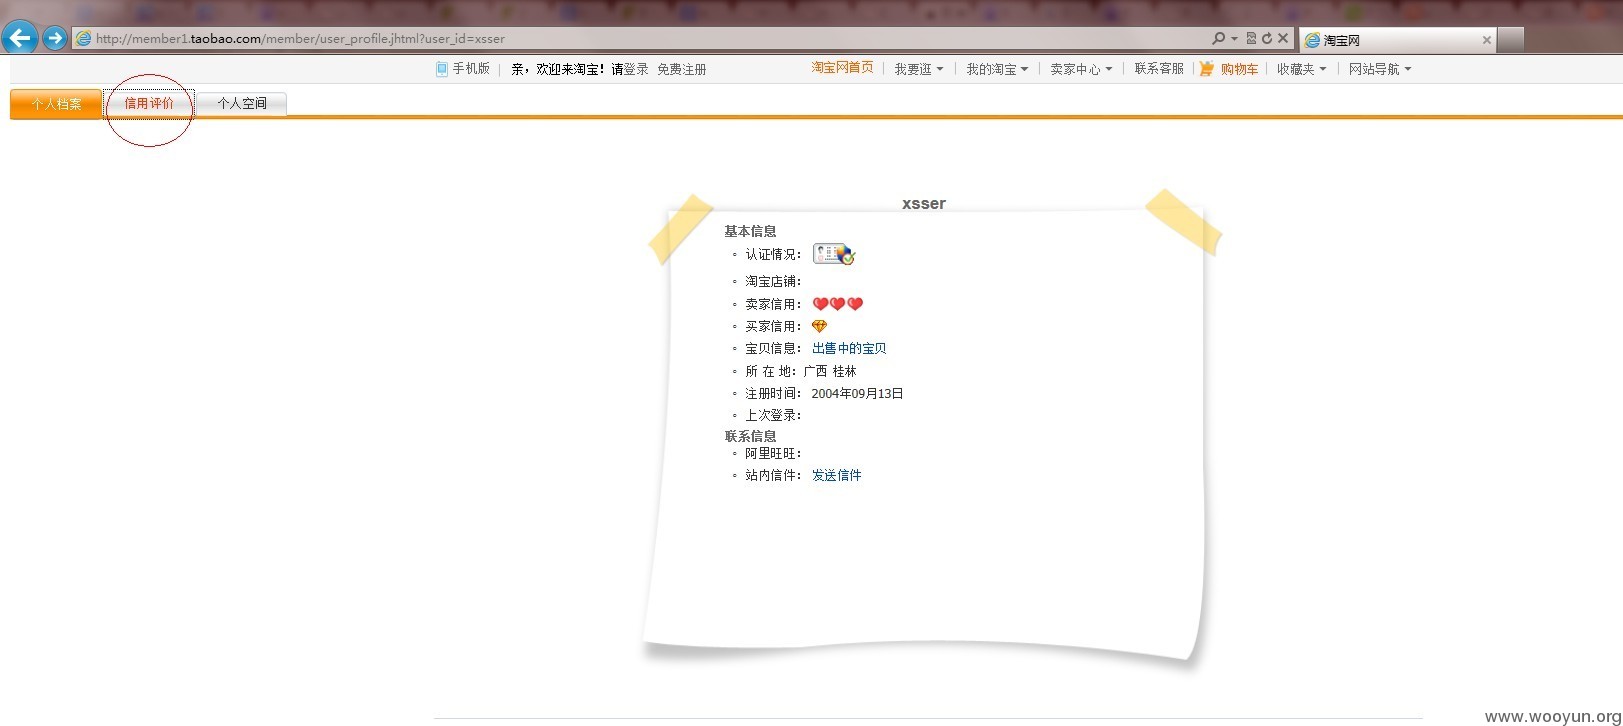 http://member1.taobao.com/member/user_profile.jhtml?user_id=xsser
淘宝网
手机版 亲，欢迎来淘宝！请登录 免费注册 淘宝网首页 我要逛 我的淘宝 卖家中心 联系客服 购物车 收藏夹 网站导航
个人档案 信用评价 个人空间
xsser
基本信息
认证情况：
淘宝店铺：
卖家信用：
买家信用：
宝贝信息： 出售中的宝贝
所 在 地：广西 桂林
注册时间： 2004年09月13日
上次登录：
联系信息
阿里旺旺：
站内信件： 发送信件
www.wooyun.org